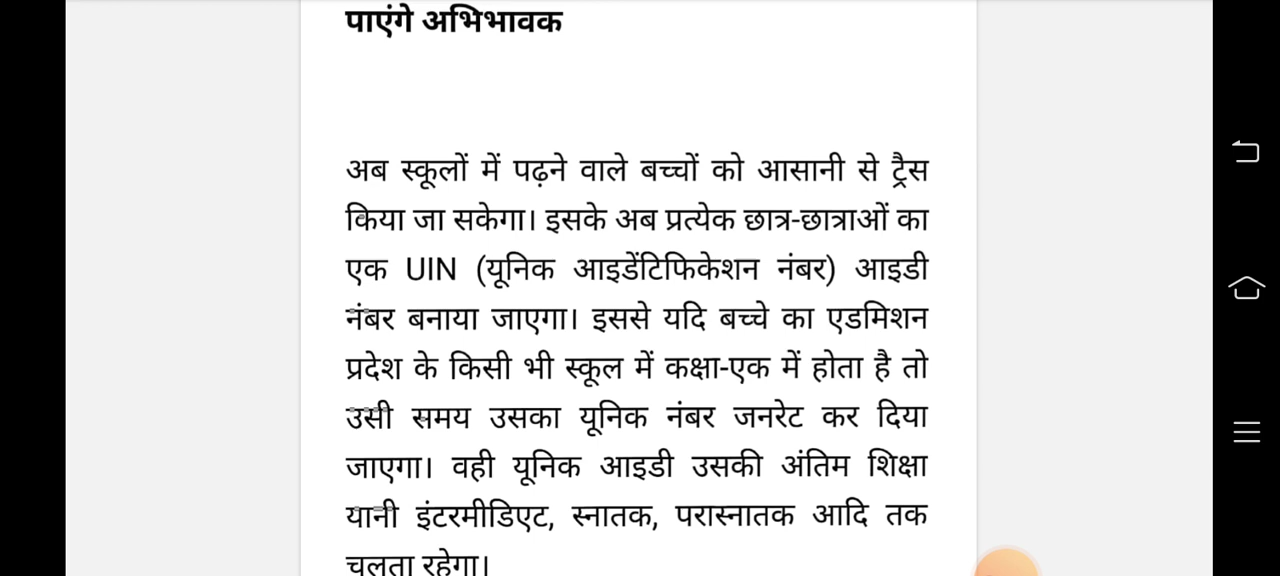 पाएंगे अभिभावक
अब स्कूलों में पढ़ने वाले बच्चों को आसानी से ट्रैस
किया जा सकेगा। इसके अब प्रत्येक छात्र-छात्राओं का
एक UIN (यूनिक आइडेंटिफिकेशन नंबर) आइडी
नंबर बनाया जाएगा। इससे यदि बच्चे का एडमिशन
प्रदेश के किसी भी स्कूल में कक्षा-एक में होता है तो
उसी समय उसका यूनिक नंबर जनरेट कर दिया
जाएगा। वही यूनिक आइडी उसकी अंतिम शिक्षा
यानी इंटरमीडिएट, स्नातक, परास्नातक आदि तक
चलता रहेगा।